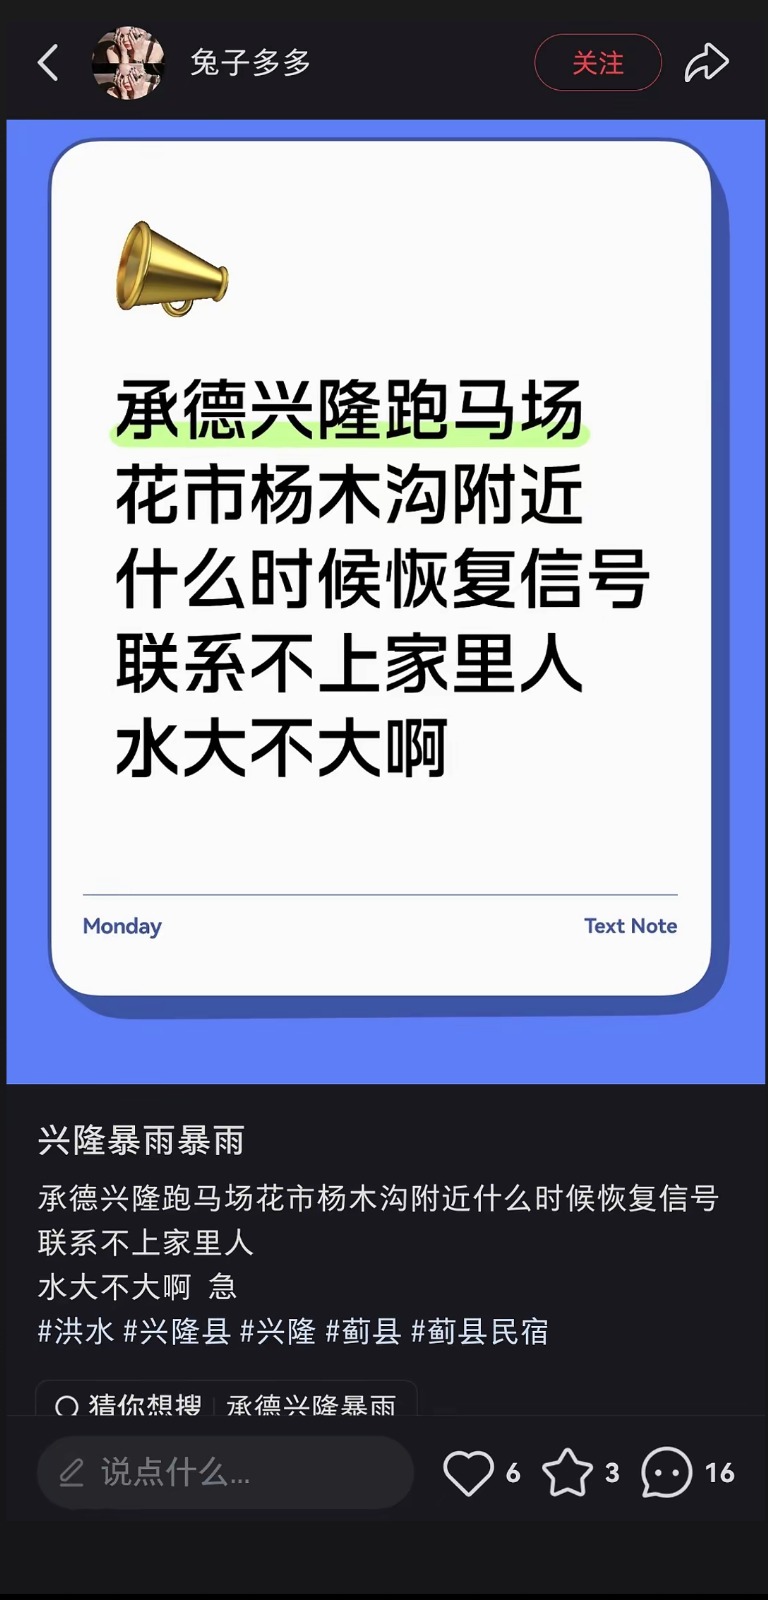 兔子多多
关注
承德兴隆跑马场
花市杨木沟附近
什么时候恢复信号
联系不上家里人
水大不大啊
Monday
Text Note
兴隆暴雨暴雨
承德兴隆跑马场花市杨木沟附近什么时候恢复信号
联系不上家里人
水大不大啊 急
#洪水 #兴隆县 #兴隆 #蓟县 #蓟县民宿
猜你想搜 承德兴隆暴雨
说点什么...
6
3
16